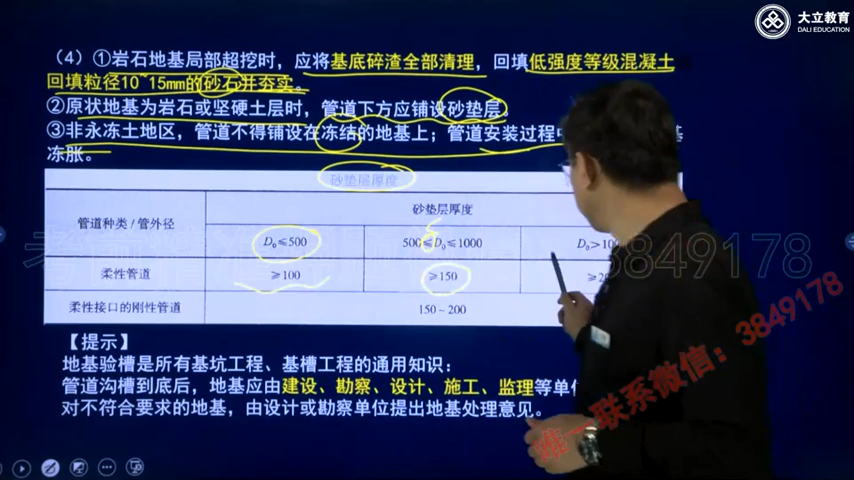 大立教育
DALI EDUCATION
（4）①岩石地基局部超挖时，应将基底碎渣全部清理，回填低强度等级混凝土
回填粒径10~15mm的砂石并夯实。
②原状地基为岩石或坚硬土层时，管道下方应铺设砂垫层。
③非永冻土地区，管道不得铺设在冻结的地基上；管道安装过程
冻胀。
砂垫层厚度
管道种类/管外径
砂垫层厚度
D₀≤500
500<D₀≤1000
D₀>10
柔性管道
≥100
≥150
≥2
柔性接口的刚性管道
150~200
【提示】
地基验槽是所有基坑工程、基槽工程的通用知识：
管道沟槽到底后，地基应由建设、勘察、设计、施工、监理等单
对不符合要求的地基，由设计或勘察单位提出地基处理意见。
唯一联系微信：3849178
3849178